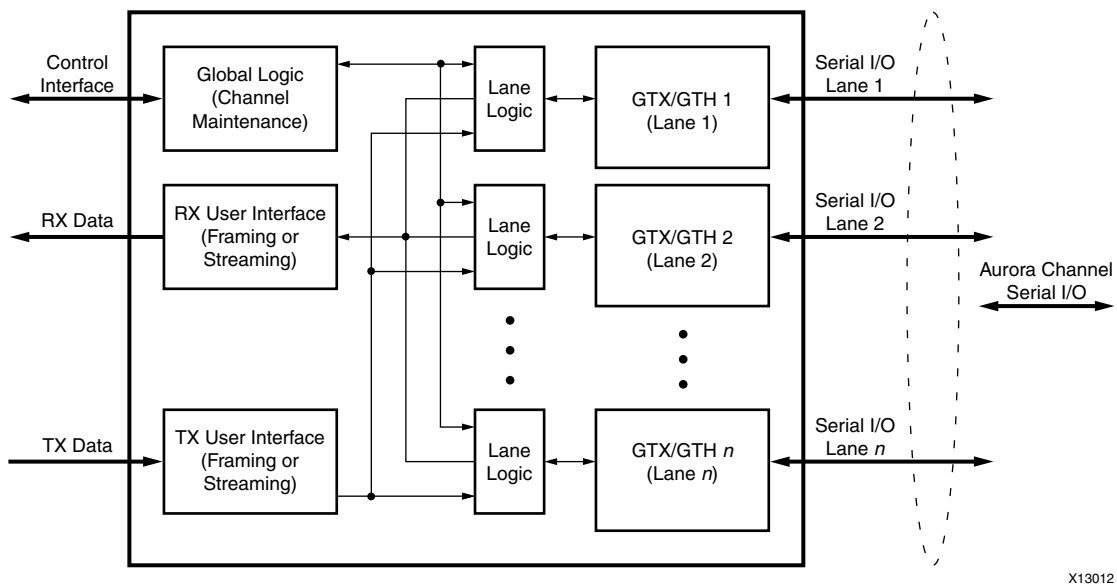 Control
Interface
Global Logic
(Channel
Maintenance)
Lane
Logic
GTX/GTH 1
(Lane 1)
Serial I/O
Lane 1
RX Data
RX User Interface
(Framing or
Streaming)
Lane
Logic
GTX/GTH 2
(Lane 2)
Serial I/O
Lane 2
Aurora Channel
Serial I/O
TX Data
TX User Interface
(Framing or
Streaming)
Lane
Logic
GTX/GTH n
(Lane n)
Serial I/O
Lane n
X13012